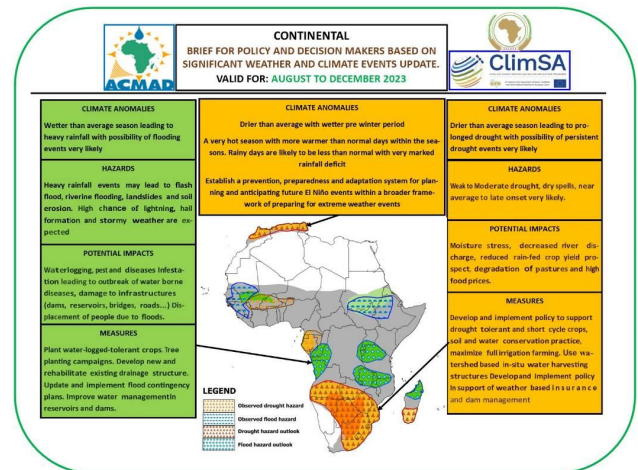 ACMAD
CONTINENTAL
BRIEF FOR POLICY AND DECISION MAKERS BASED ON
SIGNIFICANT WEATHER AND CLIMATE EVENTS UPDATE.
VALID FOR: AUGUST TO DECEMBER 2023
ClimSA
CLIMATE ANOMALIES
Wetter than average season leading to
heavy rainfall with possibility of flooding
events very likely
HAZARDS
Heavy rainfall events may lead to flash
flood, riverine flooding, landslides and soil
erosion. High chance of lightning, hail
formation and stormy weather are ex-
pected
POTENTIAL IMPACTS
Waterlogging, pest and diseases Infesta-
tion leading to outbreak of water borne
diseases, damage to infrastructures
(dams, reservoirs, bridges, roads...) Dis-
placement of people due to floods.
MEASURES
Plant water-logged-tolerant crops. Tree
planting campaigns. Develop new and
rehabilitate existing drainage structure.
Update and implement flood contingency
plans. Improve water managementin
reservoirs and dams.
CLIMATE ANOMALIES
Drier than average with wetter pre winter period
A very hot season with more warmer than normal days within the sea-
sons. Rainy days are likely to be less than normal with very marked
rainfall deficit
Establish a prevention, preparedness and adaptation system for plan-
ning and anticipating future El Niño events within a broader frame-
work of preparing for extreme weather events
CLIMATE ANOMALIES
Drier than average season leading to pro-
longed drought with possibility of persistent
drought events very likely
HAZARDS
Weak to Moderate drought, dry spells, near
average to late onset very likely.
POTENTIAL IMPACTS
Moisture stress, decreased river dis-
charge, reduced rain-fed crop yield pro-
spect, degradation of pastures and high
food prices.
MEASURES
Develop and implement policy to support
drought tolerant and short cycle crops,
soil and water conservation practice,
maximize full irrigation farming. Use wa-
tershed based in-situ water harvesting
structures Developand Implement policy
In support of weather based Insurance
and dam management
LEGEND
Observed drought hazard
Observed flood hazard
Drought hazard outlook
Flood hazard outlook